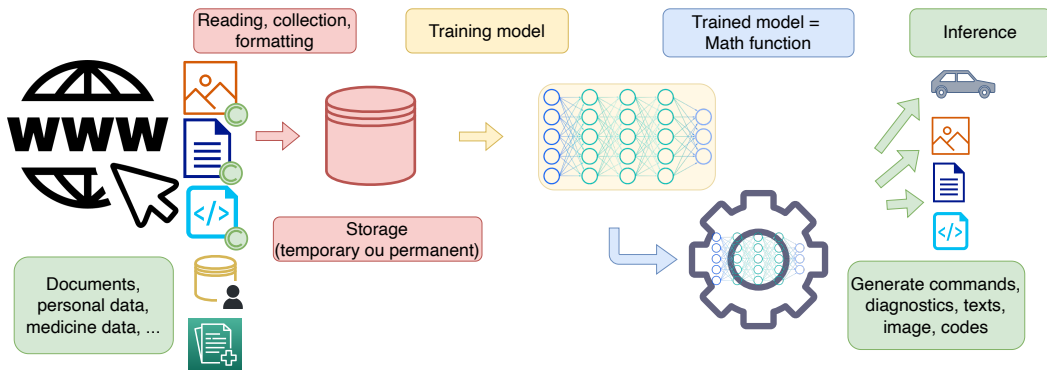 Reading, collection,
formatting
Training model
Trained model =
Math function
Inference
WWW
C
C
</>
C
Storage
(temporary ou permanent)
Documents,
personal data,
medicine data, ...
</>
Generate commands,
diagnostics, texts,
image, codes